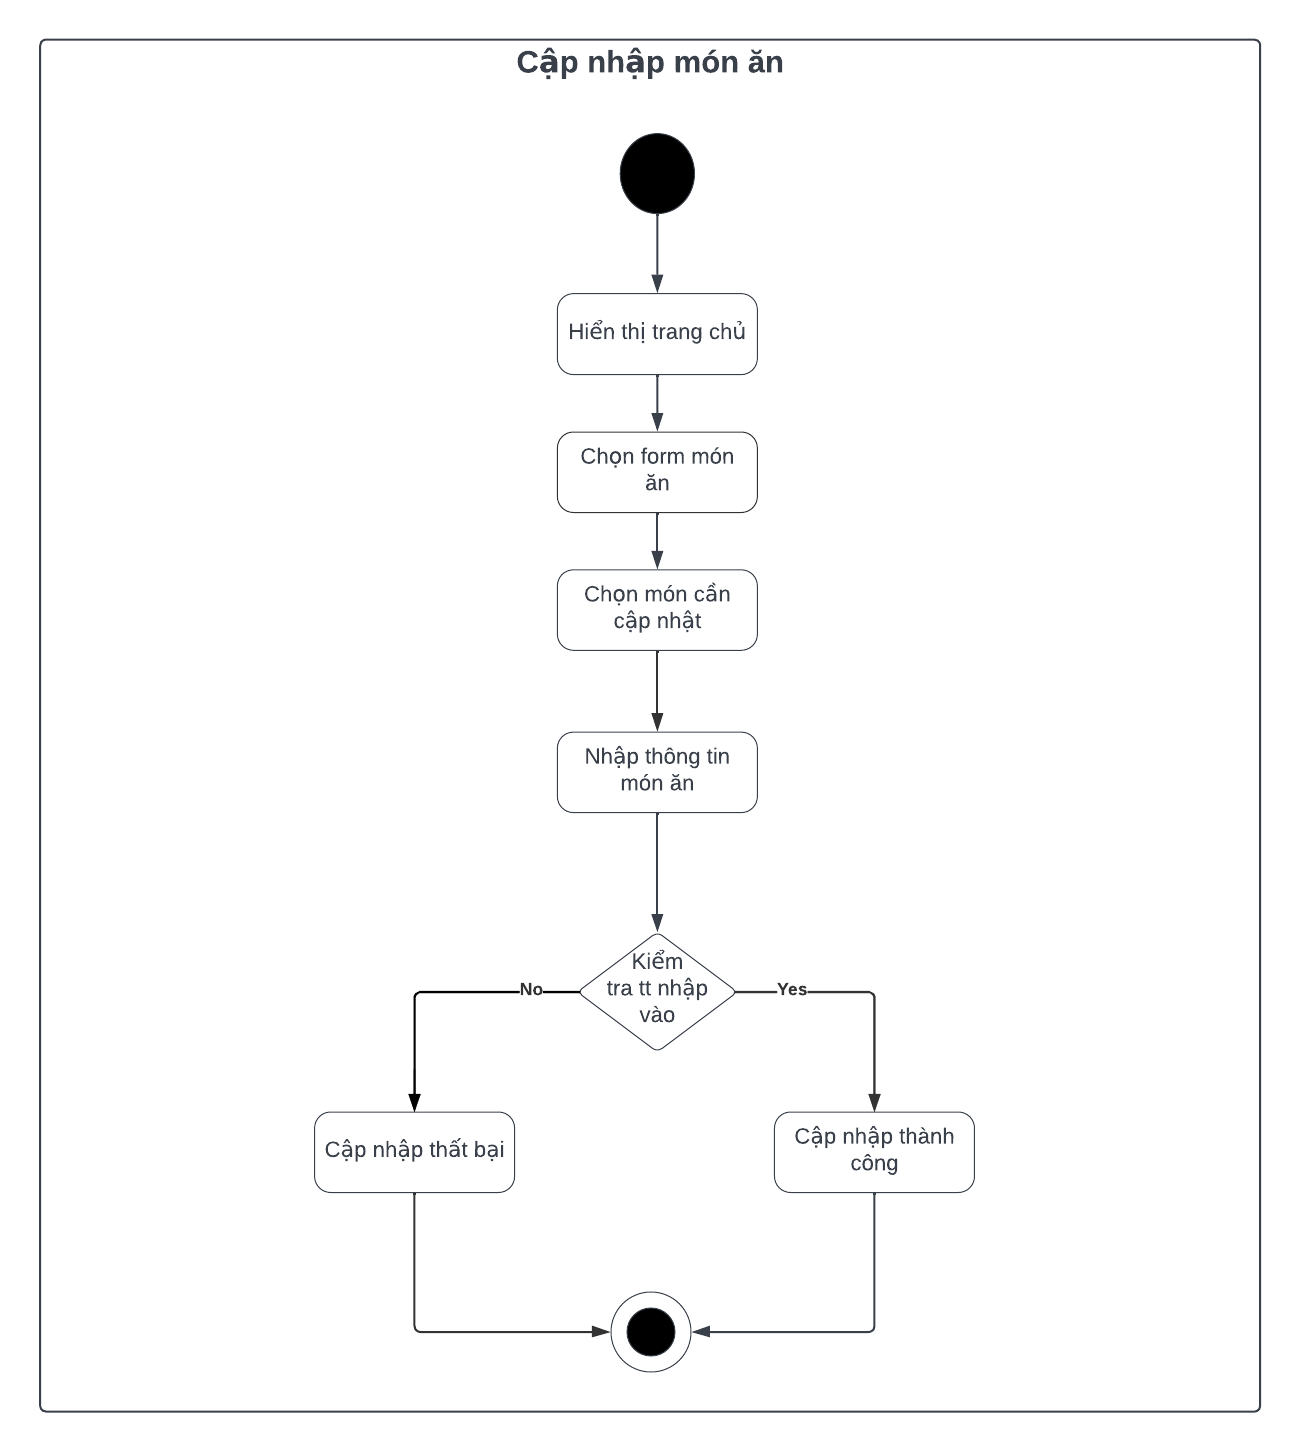 Cập nhập món ăn
Hiển thị trang chủ
Chọn form món
ăn
Chọn món cần
cập nhật
Nhập thông tin
món ăn
Kiểm
tra tt nhập
vào
No
Yes
Cập nhập thất bại
Cập nhập thành
công